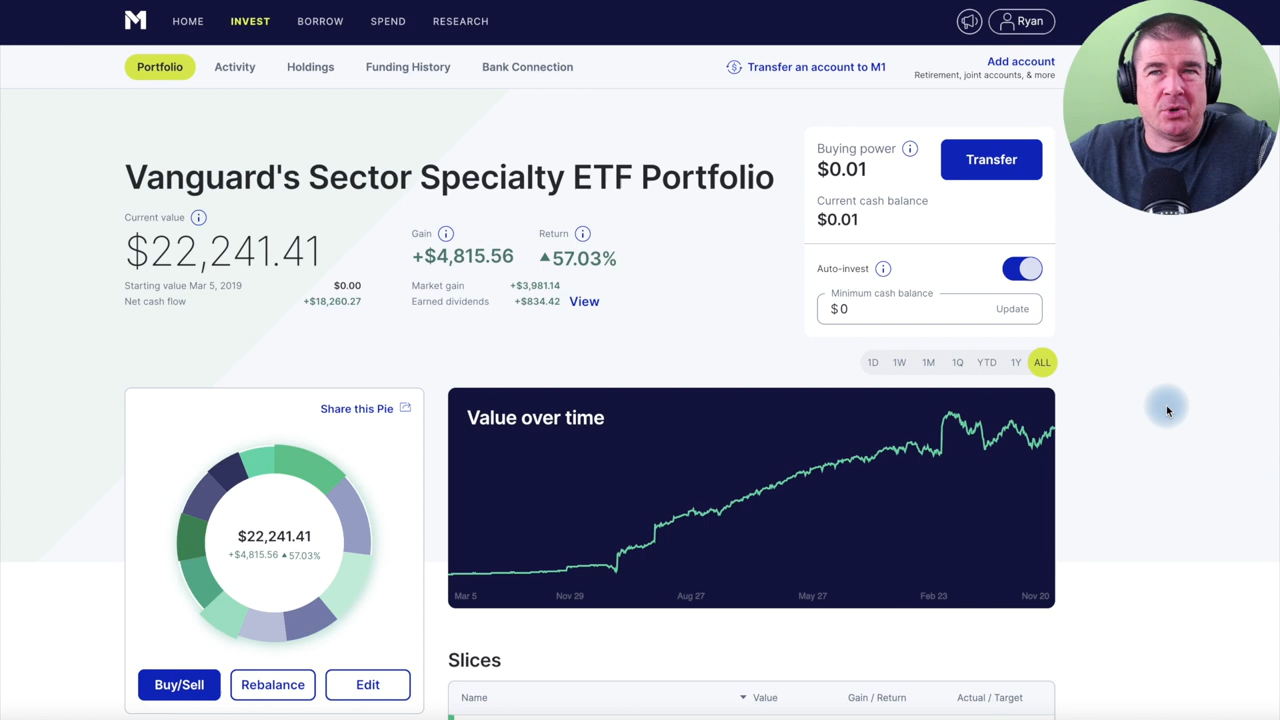 HOME INVEST BORROW SPEND RESEARCH Ryan
Portfolio Activity Holdings Funding History Bank Connection Transfer an account to M1 Add account
Retirement, joint accounts, & more
Vanguard's Sector Specialty ETF Portfolio
Current value
$22,241.41
Starting value Mar 5, 2019 $0.00
Net cash flow +$18,260.27
Gain Return
+$4,815.56 57.03%
Market gain +$3,981.14
Earned dividends +$834.42 View
Buying power
$0.01
Transfer
Current cash balance
$0.01
Auto-invest
Minimum cash balance
$ 0 Update
1D 1W 1M 1Q YTD 1Y ALL
Share this Pie
$22,241.41
+$4,815.56 57.03%
Buy/Sell Rebalance Edit
Value over time
Mar 5 Nov 29 Aug 27 May 27 Feb 23 Nov 20
Slices
Name Value Gain / Return Actual / Target